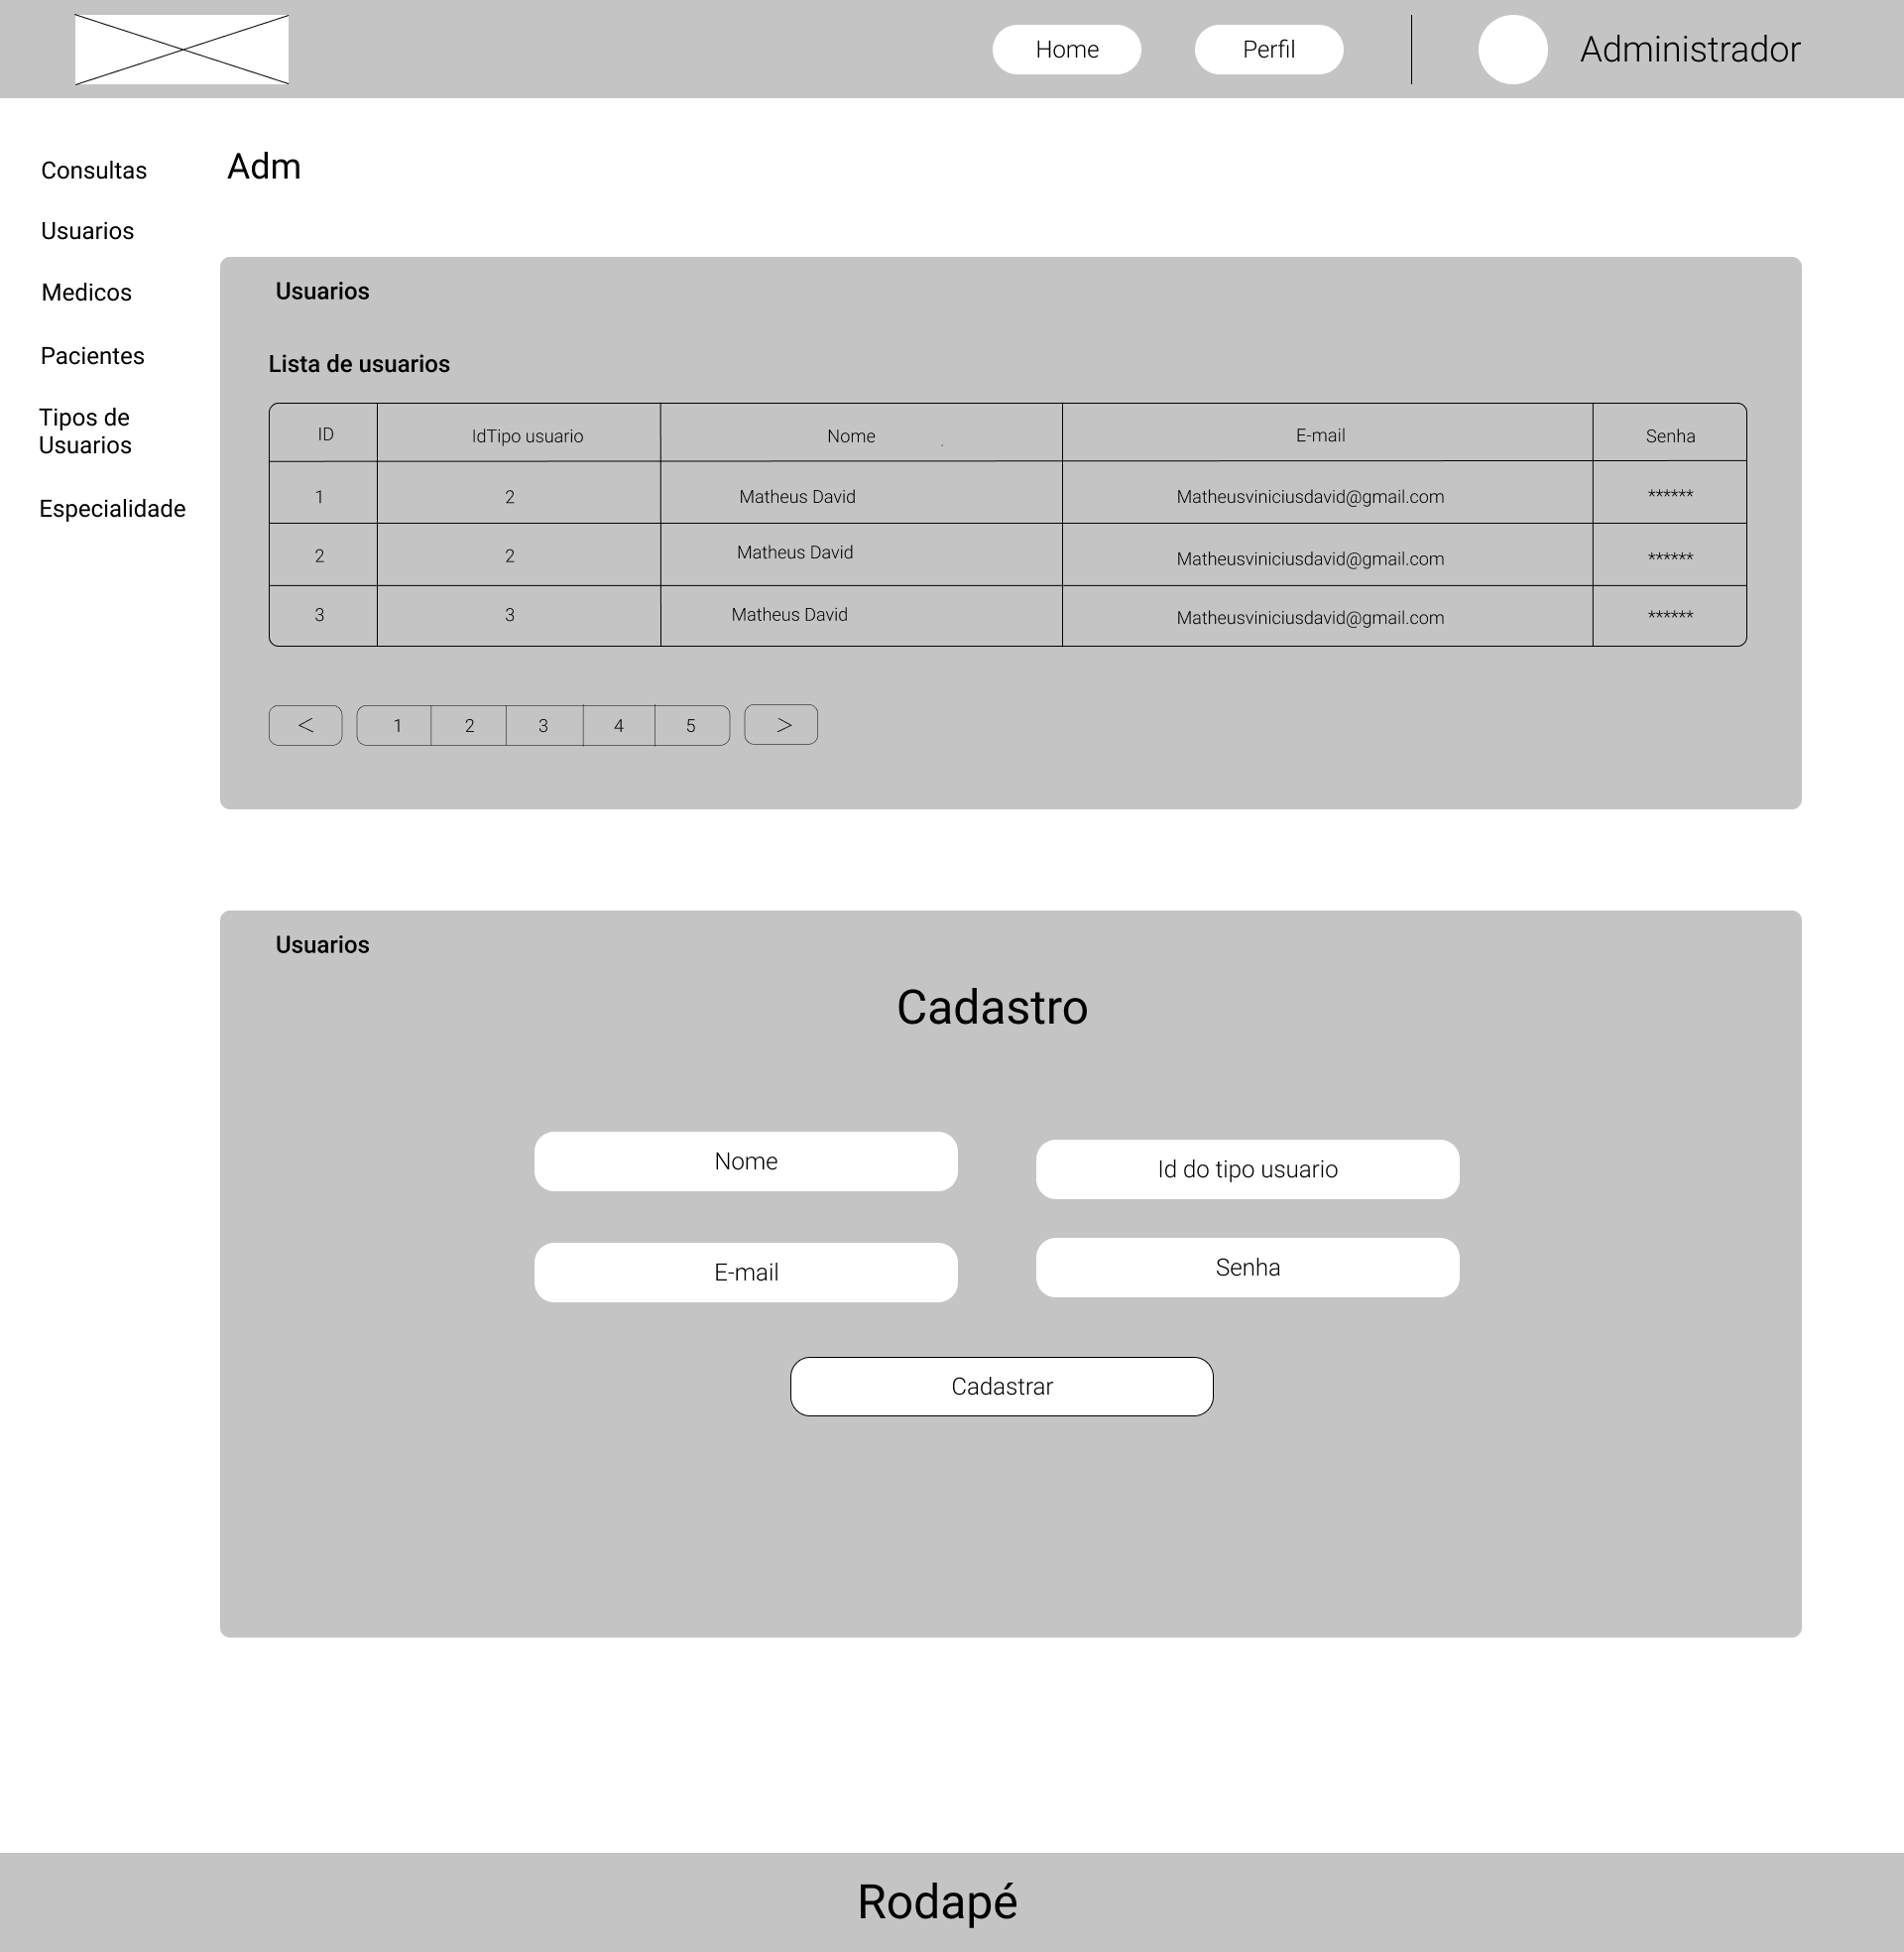 Home
Perfil
Administrador
Consultas
Usuarios
Medicos
Pacientes
Tipos de
Usuarios
Especialidade
Adm
Usuarios
Lista de usuarios
ID IdTipo usuario Nome E-mail Senha
1 2 Matheus David Matheusviniciusdavid@gmail.com ******
2 2 Matheus David Matheusviniciusdavid@gmail.com ******
3 3 Matheus David Matheusviniciusdavid@gmail.com ******
< 1 2 3 4 5 >
Usuarios
Cadastro
Nome
Id do tipo usuario
E-mail
Senha
Cadastrar
Rodapé